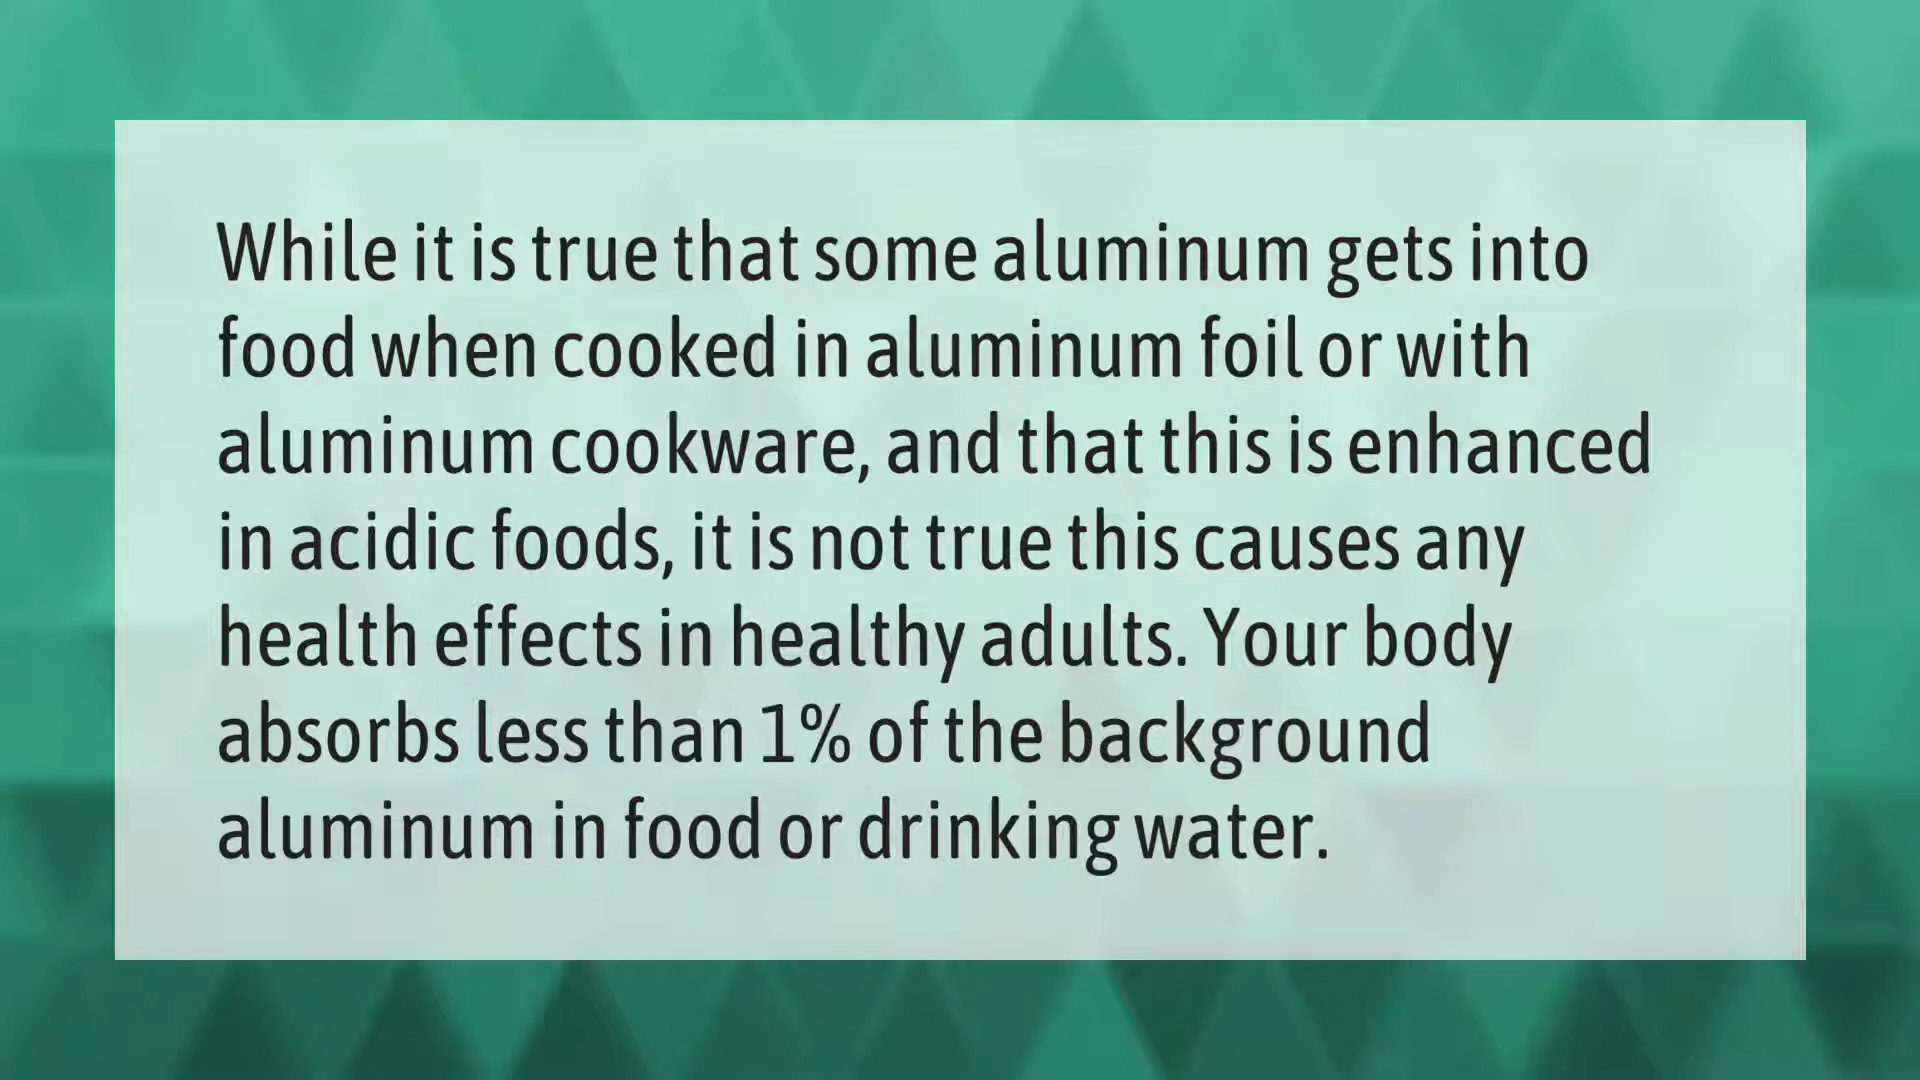 While it is true that some aluminum gets into
food when cooked in aluminum foil or with
aluminum cookware, and that this is enhanced
in acidic foods, it is not true this causes any
health effects in healthy adults. Your body
absorbs less than 1% of the background
aluminum in food or drinking water.